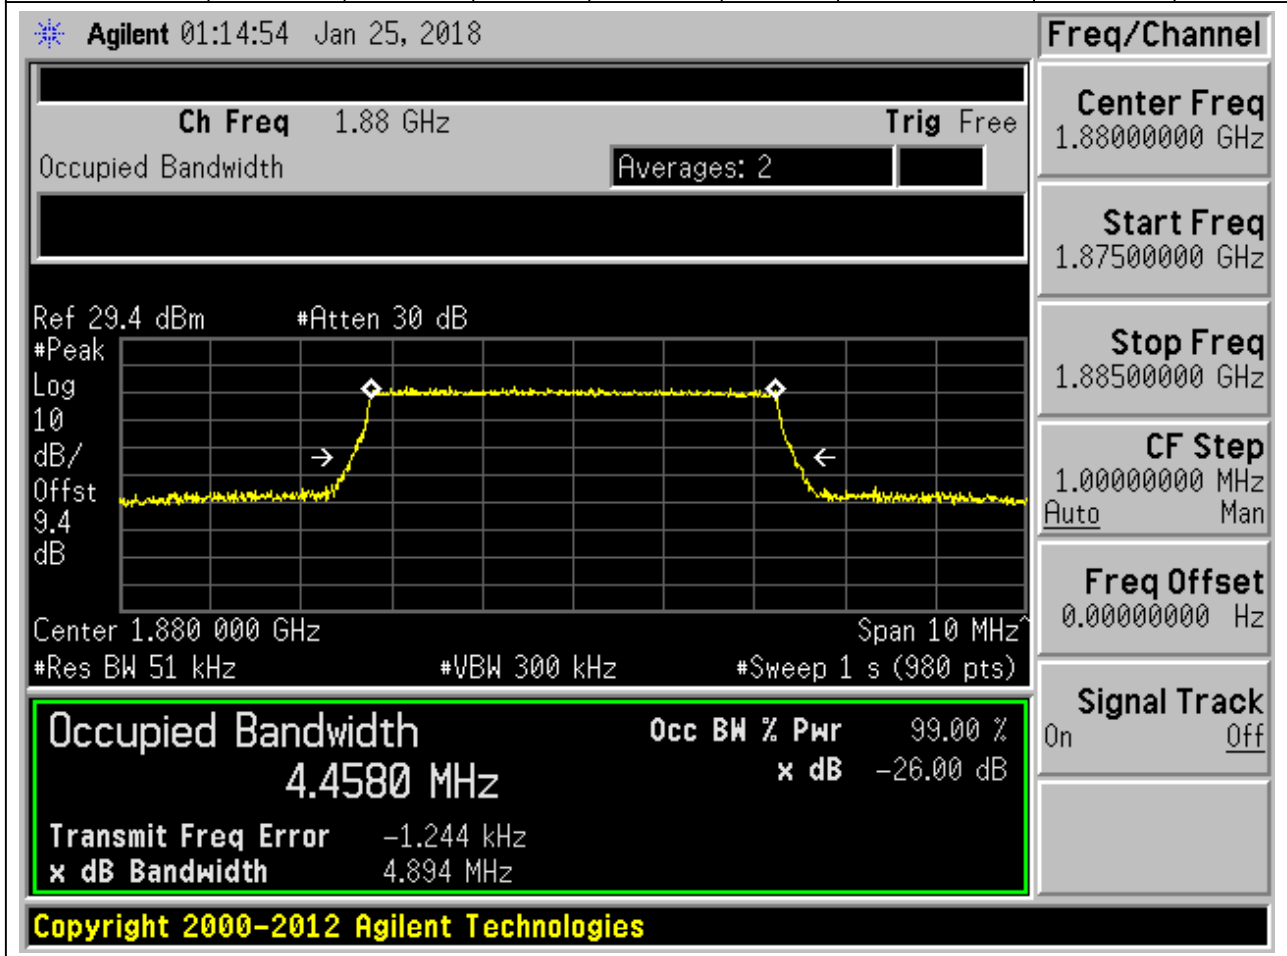 Agilent 01:14:54 Jan 25, 2018
Freq/Channel
Ch Freq 1.88 GHz Trig Free
Occupied Bandwidth Averages: 2
Ref 29.4 dBm #Atten 30 dB
#Peak
Log
10
dB/
Offst
9.4
dB
Center 1.880 000 GHz Span 10 MHz^
#Res BW 51 kHz #VBW 300 kHz #Sweep 1 s (980 pts)
Occupied Bandwidth Occ BW % Pwr 99.00 %
4.4580 MHz x dB -26.00 dB
Transmit Freq Error -1.244 kHz
x dB Bandwidth 4.894 MHz
Copyright 2000-2012 Agilent Technologies
Center Freq
1.88000000 GHz
Start Freq
1.87500000 GHz
Stop Freq
1.88500000 GHz
CF Step
1.00000000 MHz
Auto Man
Freq Offset
0.00000000 Hz
Signal Track
On Off